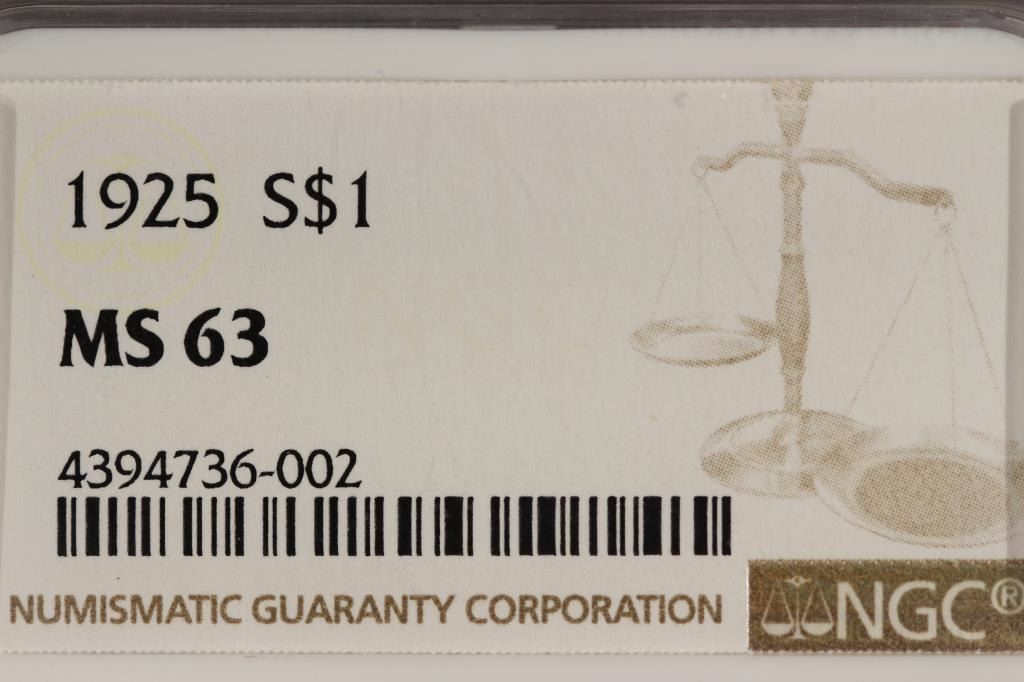 1925 S$1
MS 63
4394736-002
NUMISMATIC GUARANTY CORPORATION
NGC®